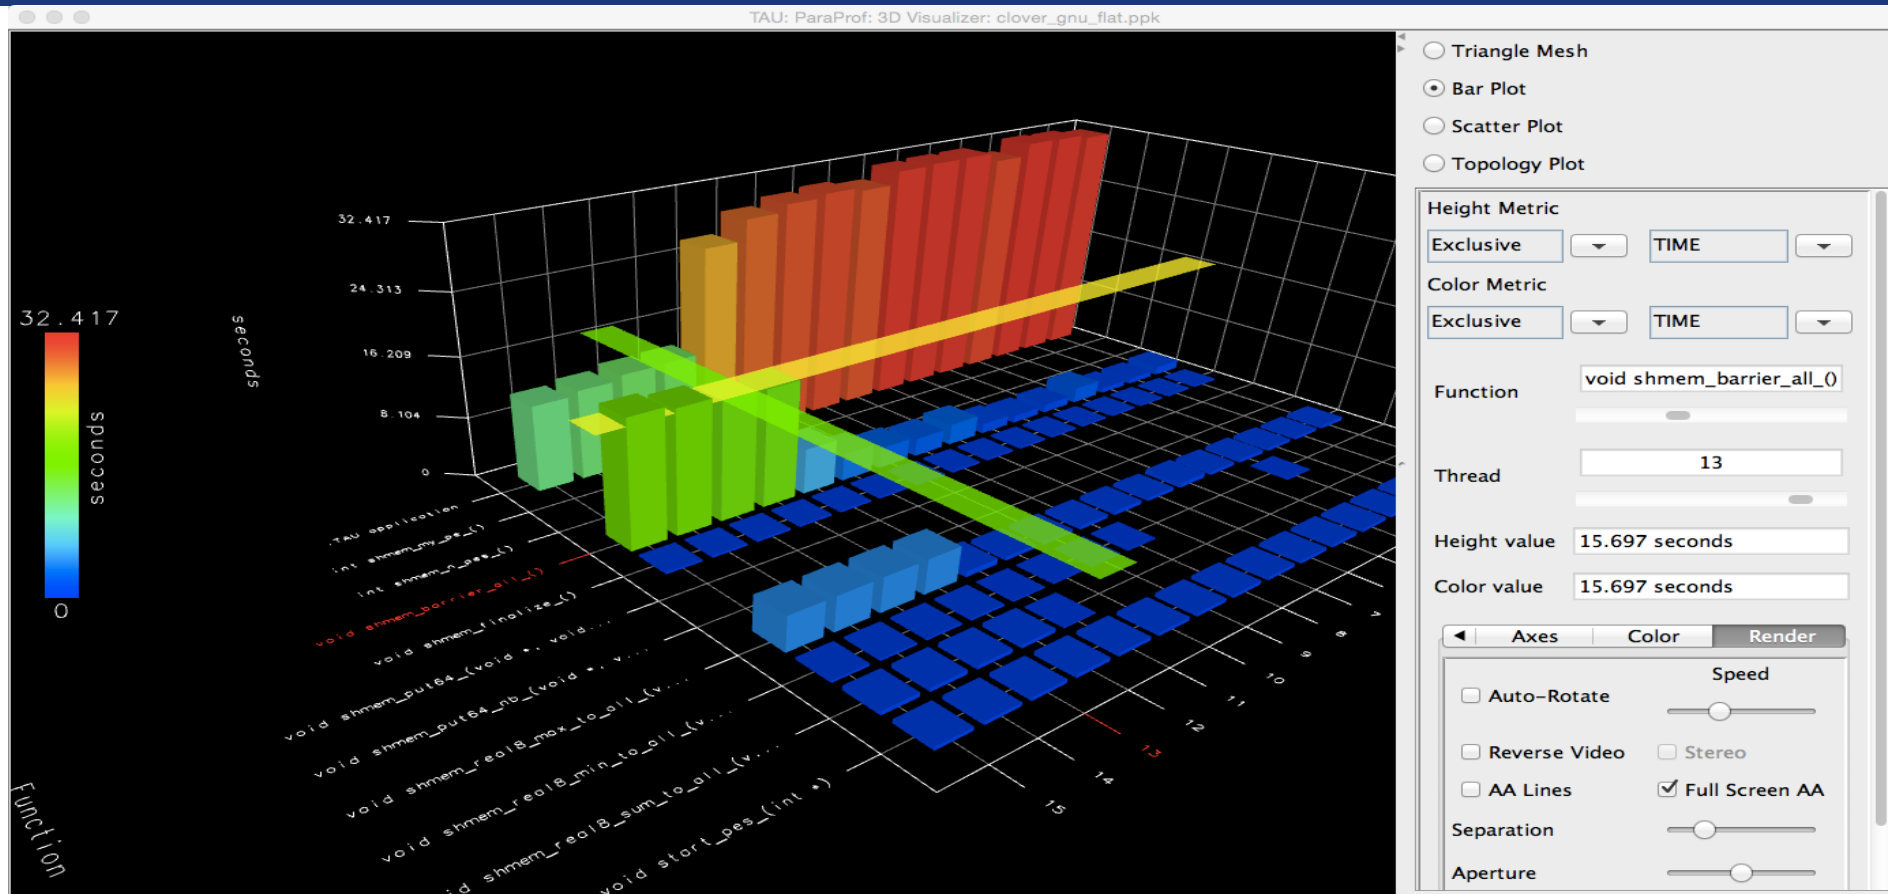 TAU: ParaProf: 3D Visualizer: clover_gnu_flat.ppk
32.417
24.313
16.209
8.104
0
seconds
32.417
seconds
0
.TAU application
int shmem_my_pe_()
int shmem_n_pes_()
void shmem_barrier_all_()
void shmem_finalize_()
void shmem_put64_(void *, void...
void shmem_put64_nb_(void *, v...
void shmem_real8_max_to_all_(v...
void shmem_real8_min_to_all_(v...
id shmem_real8_sum_to_all_(v...
void start_pes_(int *)
Function
7
8
9
10
11
12
13
14
15
Triangle Mesh
Bar Plot
Scatter Plot
Topology Plot
Height Metric
Exclusive TIME
Color Metric
Exclusive TIME
Function void shmem_barrier_all_()
Thread 13
Height value 15.697 seconds
Color value 15.697 seconds
Axes Color Render
Speed
Auto-Rotate
Reverse Video Stereo
AA Lines Full Screen AA
Separation
Aperture